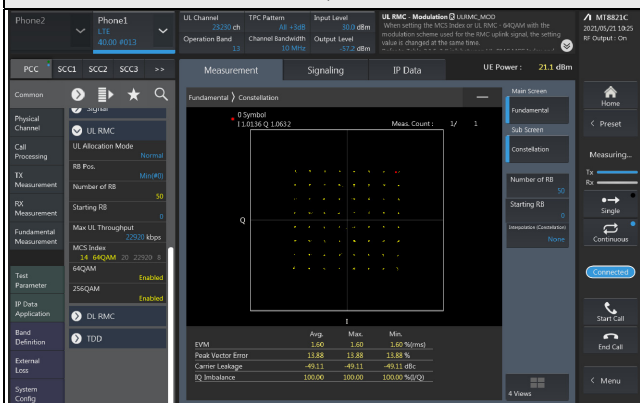 Phone2
Phone1
LTE
40.00 #013
UL Channel
23230 ch
TPC Pattern
All +3dB
Input Level
30.0 dBm
Operation Band
13
Channel Bandwidth
10 MHz
Output Level
-57.2 dBm
UL RMC - Modulation ULRMC_MOD
When setting the MCS Index or UL RMC - 64QAM with the
modulation scheme used for the RMC uplink signal, the setting
value is changed at the same time.
MT8821C
2021/05/21 10:25
RF Output : On
PCC
SCC1
SCC2
SCC3
>>
Measurement
Signaling
IP Data
UE Power : 21.1 dBm
Common
Physical
Channel
Call
Processing
TX
Measurement
RX
Measurement
Fundamental
Measurement
Test
Parameter
IP Data
Application
Band
Definition
External
Loss
System
Config
Signal
UL RMC
UL Allocation Mode
Normal
RB Pos.
Min(#0)
Number of RB
50
Starting RB
0
Max UL Throughput
22920 kbps
MCS Index
14 64QAM 20 22920 8
64QAM
Enabled
256QAM
Enabled
DL RMC
TDD
Fundamental > Constellation
0 Symbol
I 1.0136 Q 1.0632
Meas. Count : 1/ 1
Q
I
Avg. Max. Min.
EVM 1.60 1.60 1.60 %(rms)
Peak Vector Error 13.88 13.88 13.88 %
Carrier Leakage -49.11 -49.11 -49.11 dBc
IQ Imbalance 100.00 100.00 100.00 %(I/Q)
Main Screen
Fundamental
Sub Screen
Constellation
Number of RB
50
Starting RB
0
Interpolation (Constellation)
None
4 Views
Home
< Preset
Measuring...
Tx
Rx
Single
Continuous
Connected
Start Call
End Call
< Menu